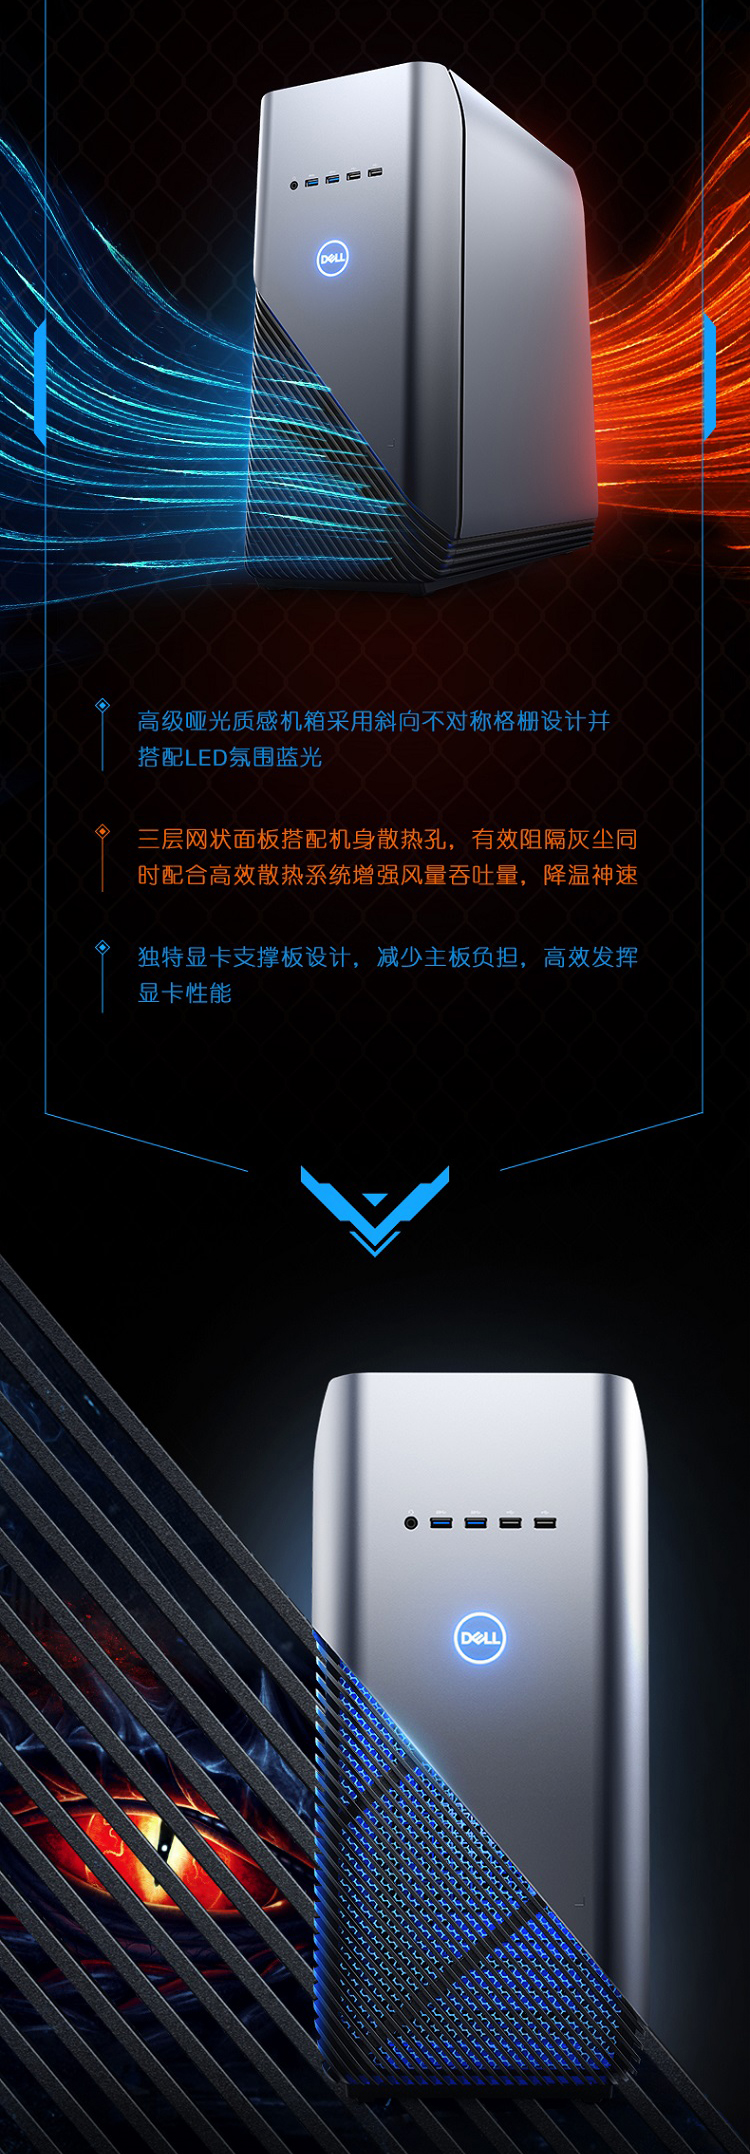 DELL
高级哑光质感机箱采用斜向不对称格栅设计并
搭配LED氛围蓝光
三层网状面板搭配机身散热孔，有效阻隔灰尘同
时配合高效散热系统增强风量吞吐量，降温神速
独特显卡支撑板设计，减少主板负担，高效发挥
显卡性能
DELL